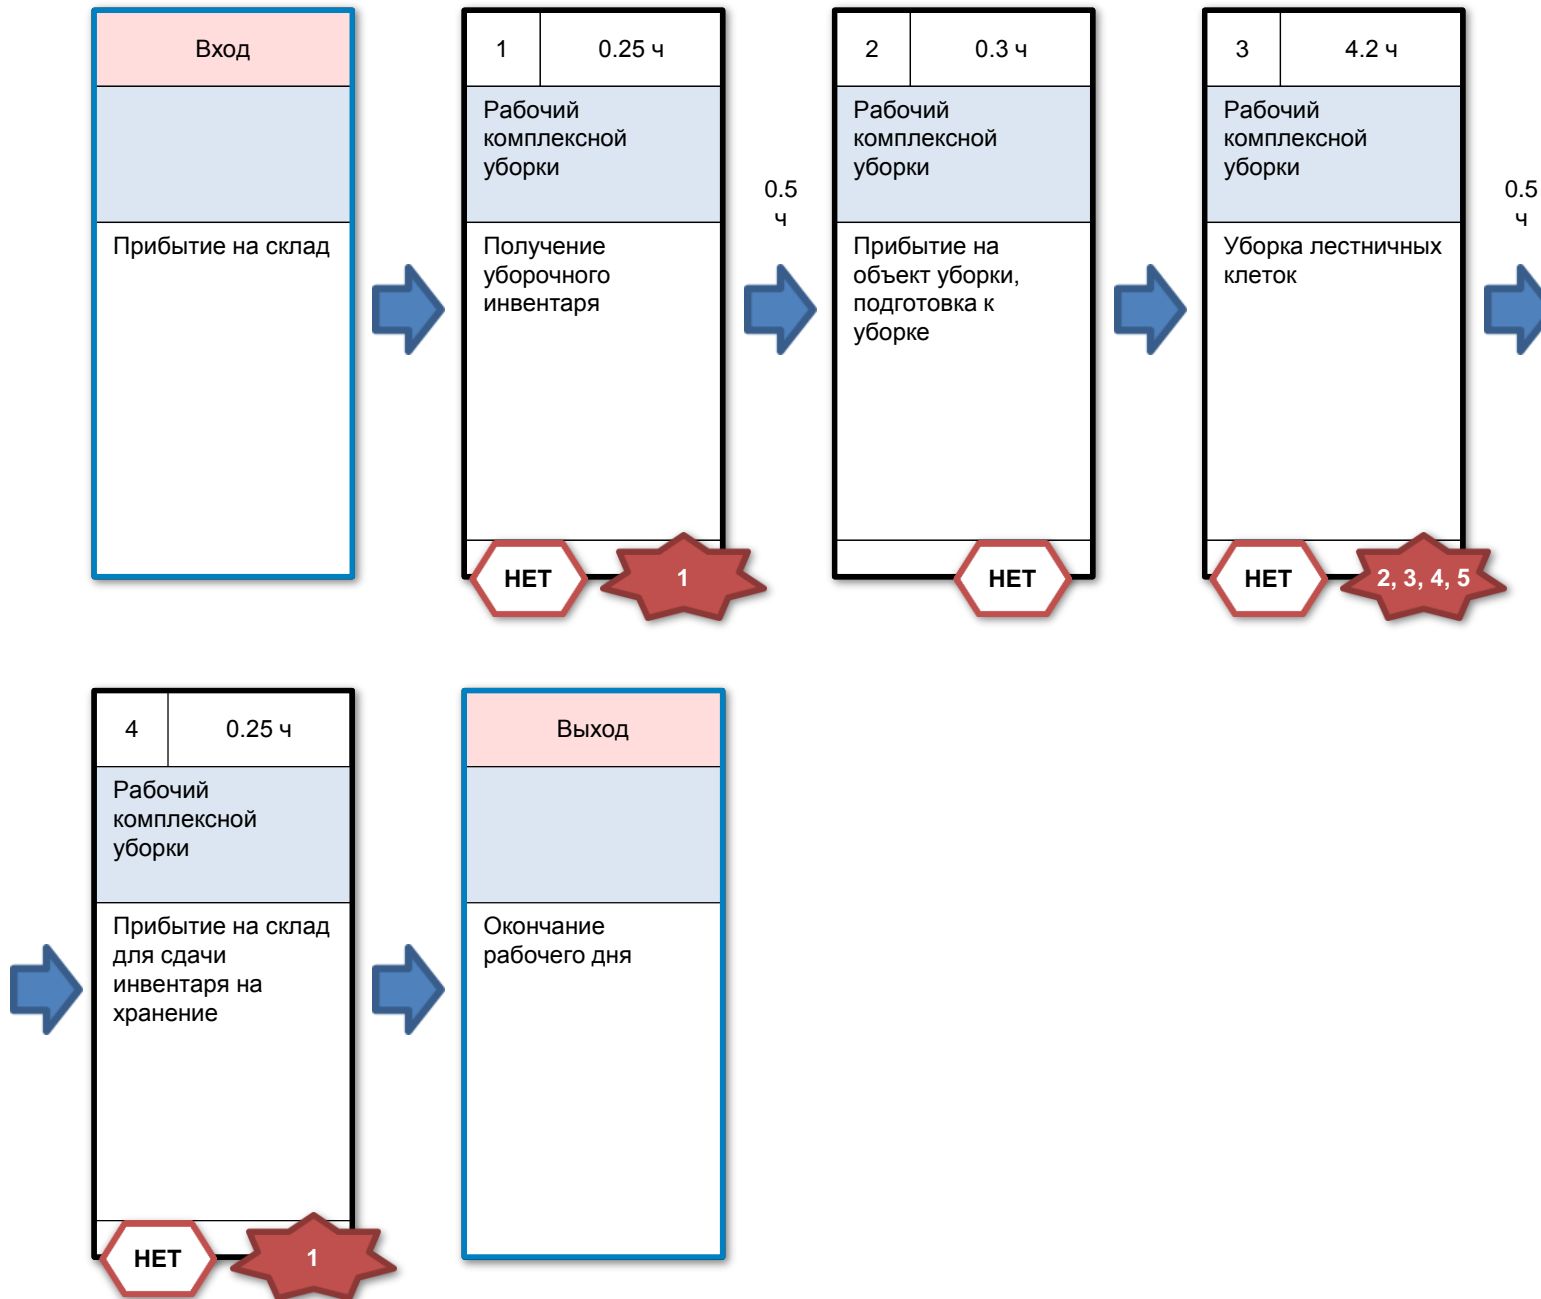 Вход
Прибытие на склад
1
0.25 ч
Рабочий
комплексной
уборки
Получение
уборочного
инвентаря
НЕТ
1
0.5
ч
2
0.3 ч
Рабочий
комплексной
уборки
Прибытие на
объект уборки,
подготовка к
уборке
НЕТ
3
4.2 ч
Рабочий
комплексной
уборки
Уборка лестничных
клеток
НЕТ
2, 3, 4, 5
0.5
ч
4
0.25 ч
Рабочий
комплексной
уборки
Прибытие на склад
для сдачи
инвентаря на
хранение
НЕТ
1
Выход
Окончание
рабочего дня